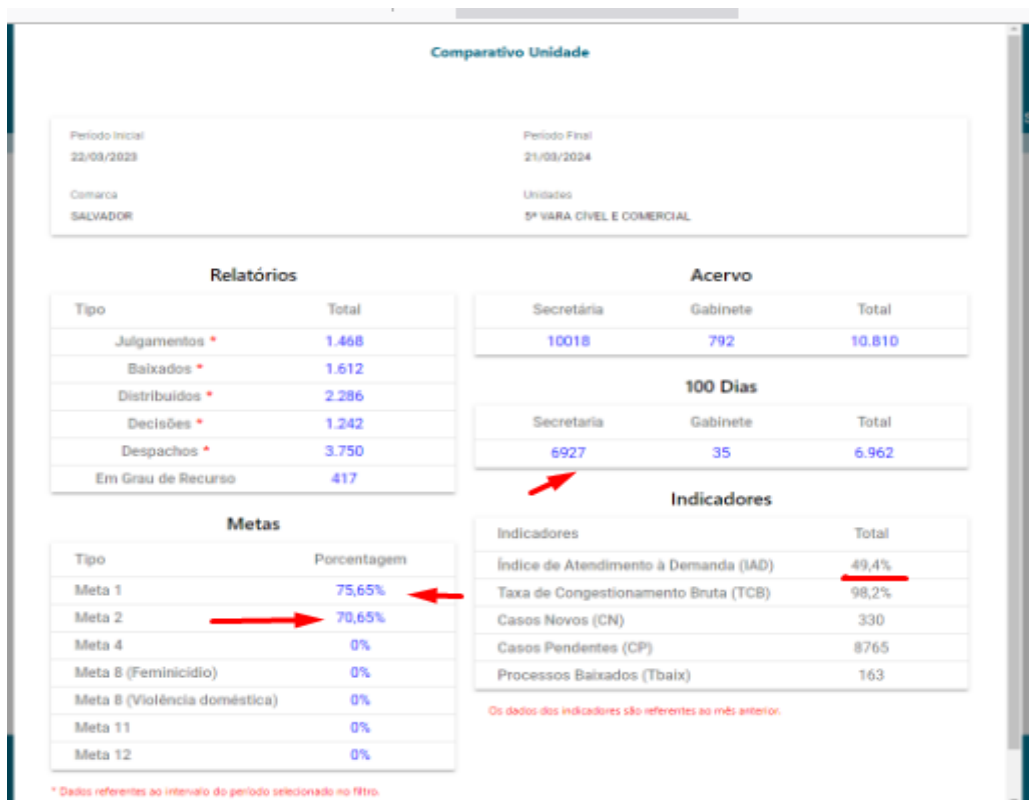 Comparativo Unidade
Período Inicial
22/03/2023
Período Final
21/03/2024
Comarca
SALVADOR
Unidades
5ª VARA CÍVEL E COMERCIAL
Relatórios
Tipo Total
Julgamentos * 1.468
Baixados * 1.612
Distribuídos * 2.286
Decisões * 1.242
Despachos * 3.750
Em Grau de Recurso 417
Metas
Tipo Porcentagem
Meta 1 75,65%
Meta 2 70,65%
Meta 4 0%
Meta 8 (Feminicídio) 0%
Meta 8 (Violência doméstica) 0%
Meta 11 0%
Meta 12 0%
* Dados referentes ao intervalo do período selecionado no filtro.
Acervo
Secretária Gabinete Total
10018 792 10.810
100 Dias
Secretaria Gabinete Total
6927 35 6.962
Indicadores
Indicadores Total
Índice de Atendimento à Demanda (IAD) 49,4%
Taxa de Congestionamento Bruta (TCB) 98,2%
Casos Novos (CN) 330
Casos Pendentes (CP) 8765
Processos Baixados (Tbaix) 163
Os dados dos indicadores são referentes ao mês anterior.